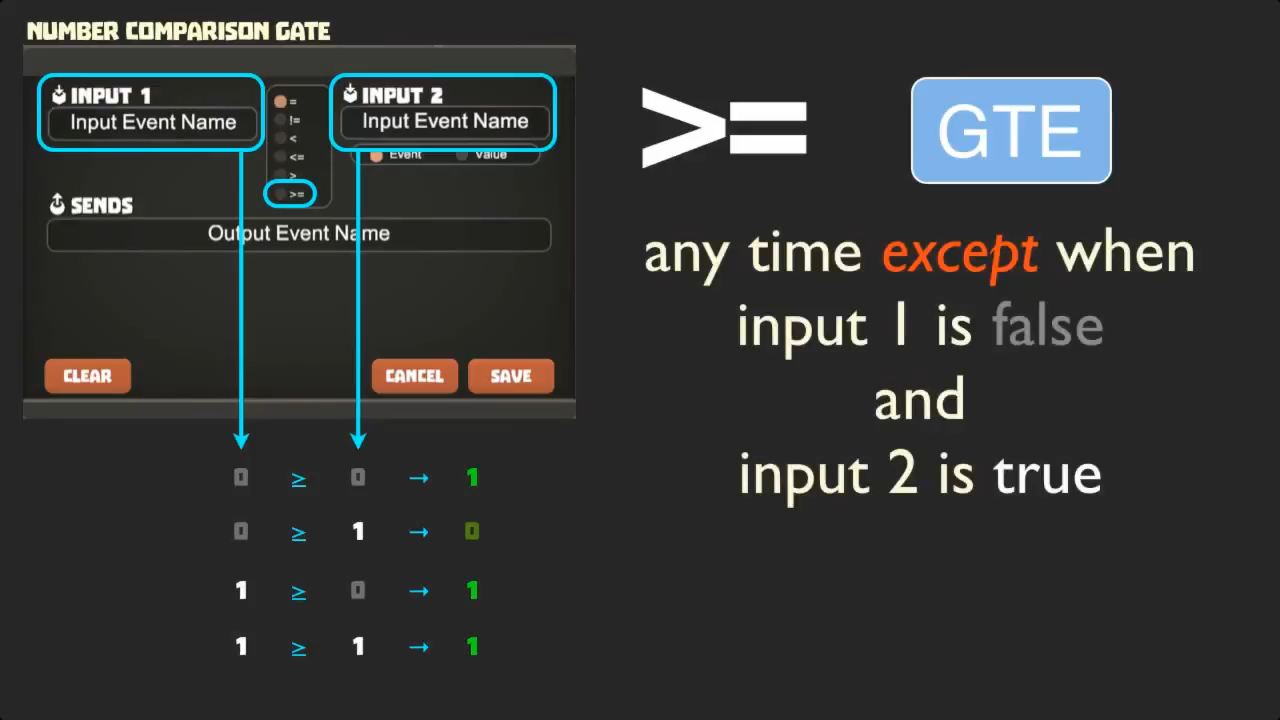 NUMBER COMPARISON GATE
INPUT 1
Input Event Name
=
!=
<
<=
>
>=
INPUT 2
Input Event Name
Event Value
SENDS
Output Event Name
CLEAR CANCEL SAVE
0 ≥ 0 → 1
0 ≥ 1 → 0
1 ≥ 0 → 1
1 ≥ 1 → 1
>= GTE
any time except when
input 1 is false
and
input 2 is true